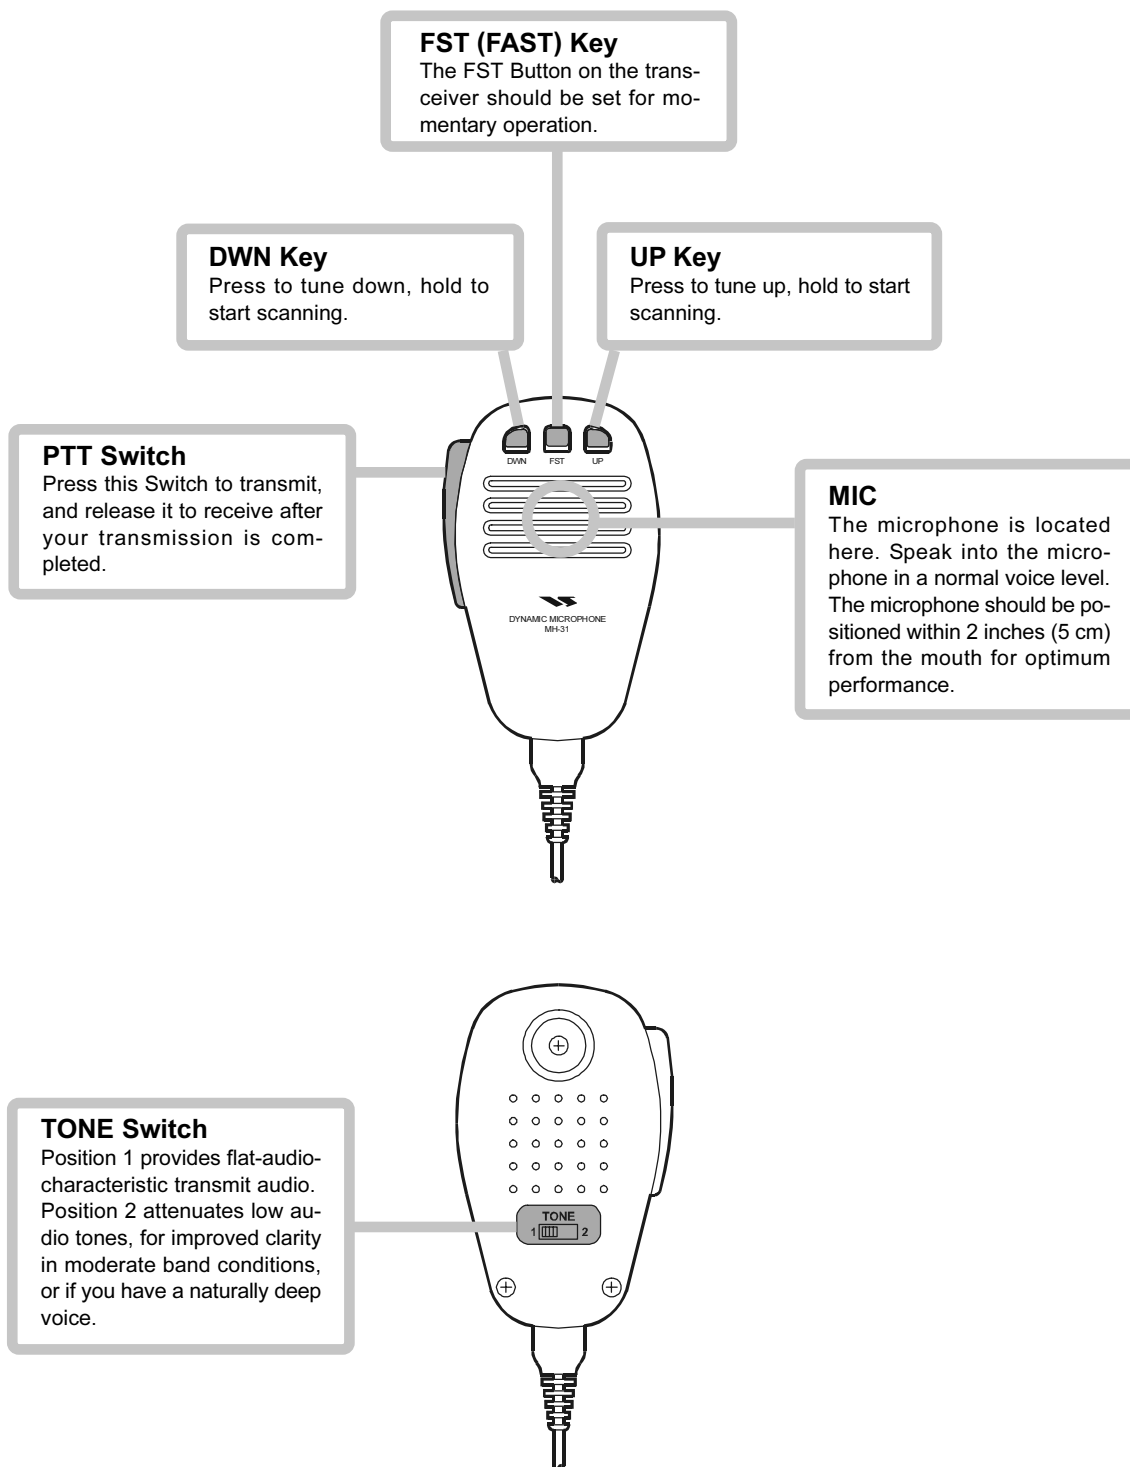 FST (FAST) Key
The FST Button on the trans-
ceiver should be set for mo-
mentary operation.
DWN Key
Press to tune down, hold to
start scanning.
UP Key
Press to tune up, hold to start
scanning.
PTT Switch
Press this Switch to transmit,
and release it to receive after
your transmission is com-
pleted.
DWN FST UP
DYNAMIC MICROPHONE
MH-31
MIC
The microphone is located
here. Speak into the micro-
phone in a normal voice level.
The microphone should be po-
sitioned within 2 inches (5 cm)
from the mouth for optimum
performance.
TONE Switch
Position 1 provides flat-audio-
characteristic transmit audio.
Position 2 attenuates low au-
dio tones, for improved clarity
in moderate band conditions,
or if you have a naturally deep
voice.
TONE
1 2